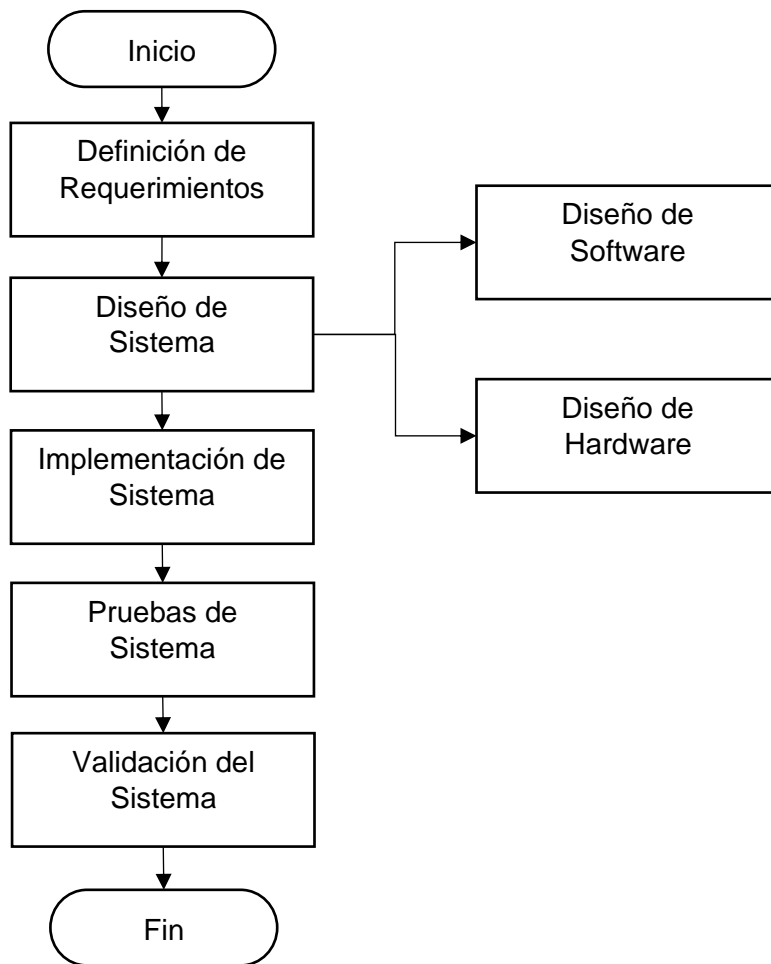 Inicio
Definición de
Requerimientos
Diseño de
Sistema
Diseño de
Software
Diseño de
Hardware
Implementación de
Sistema
Pruebas de
Sistema
Validación del
Sistema
Fin